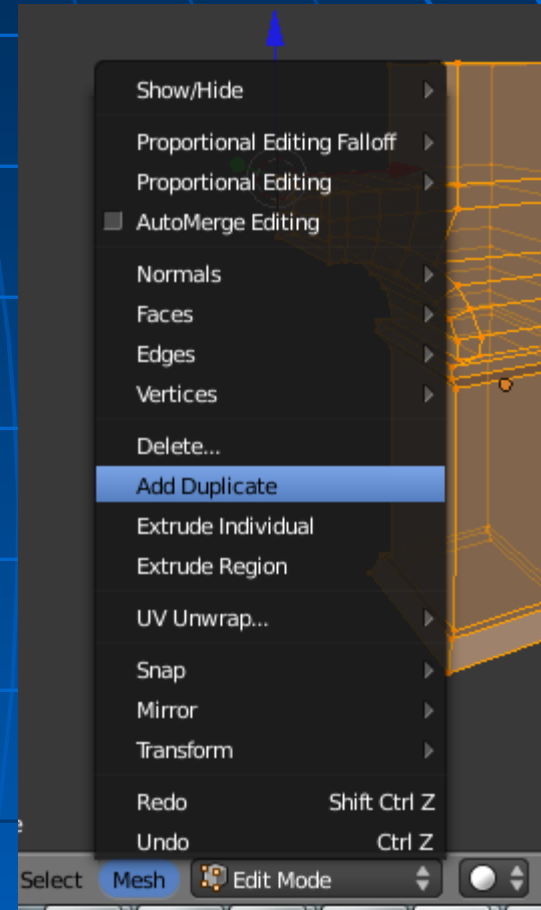 Show/Hide
Proportional Editing Falloff
Proportional Editing
AutoMerge Editing
Normals
Faces
Edges
Vertices
Delete...
Add Duplicate
Extrude Individual
Extrude Region
UV Unwrap...
Snap
Mirror
Transform
Redo Shift Ctrl Z
Undo Ctrl Z
Select Mesh Edit Mode